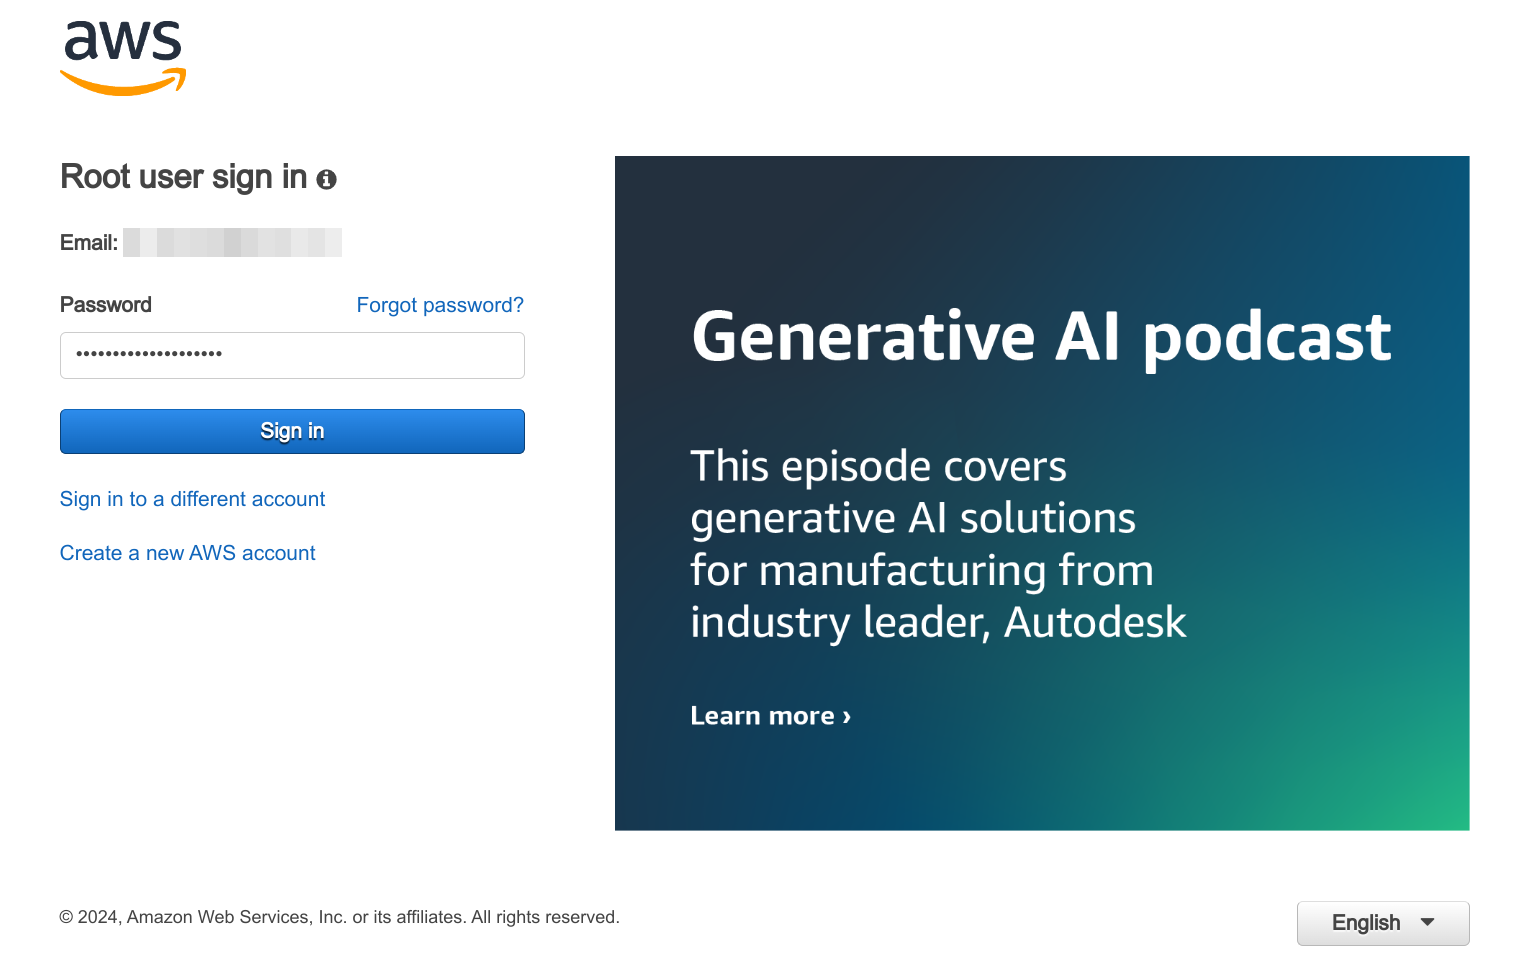 aws
Root user sign in
Email:
Password
Forgot password?
••••••••••••••••••••
Sign in
Sign in to a different account
Create a new AWS account
Generative AI podcast
This episode covers
generative AI solutions
for manufacturing from
industry leader, Autodesk
Learn more ›
© 2024, Amazon Web Services, Inc. or its affiliates. All rights reserved.
English